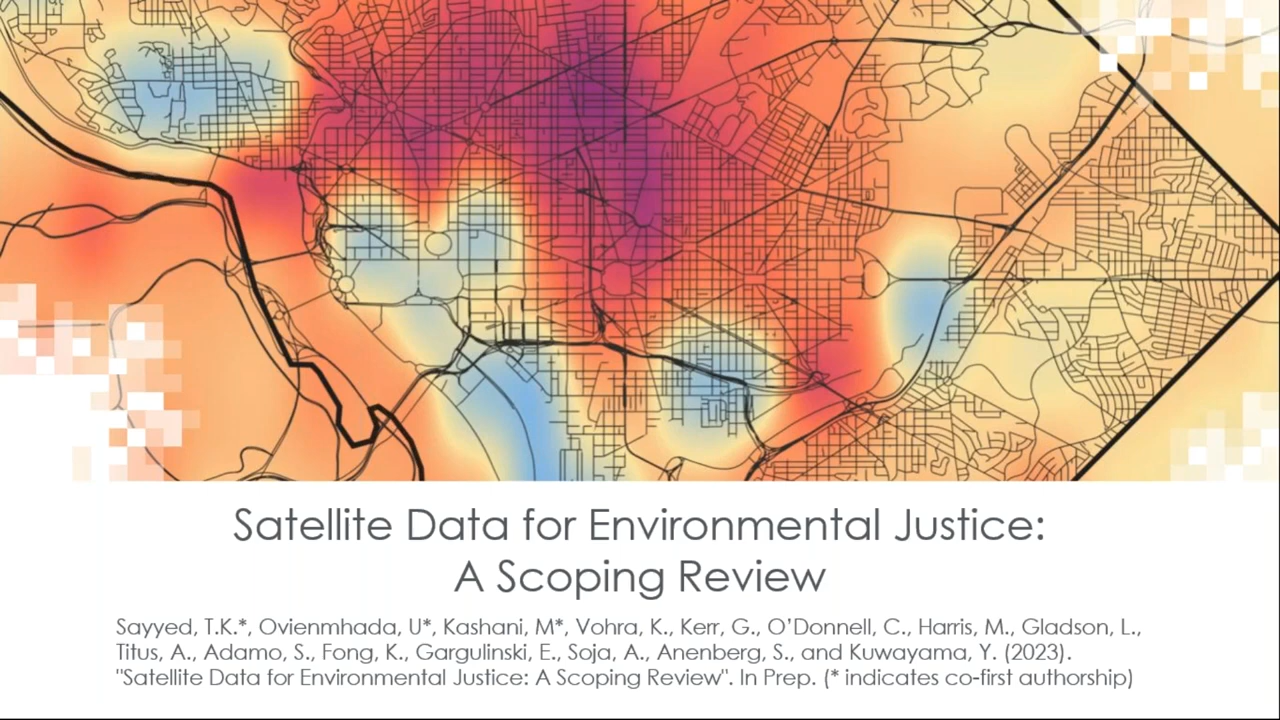 Satellite Data for Environmental Justice:
A Scoping Review
Sayyed, T.K.*, Ovienmhada, U*, Kashani, M*, Vohra, K., Kerr, G., O'Donnell, C., Harris, M., Gladson, L.,
Titus, A., Adamo, S., Fong, K., Gargulinski, E., Soja, A., Anenberg, S., and Kuwayama, Y. (2023).
"Satellite Data for Environmental Justice: A Scoping Review". In Prep. (* indicates co-first authorship)